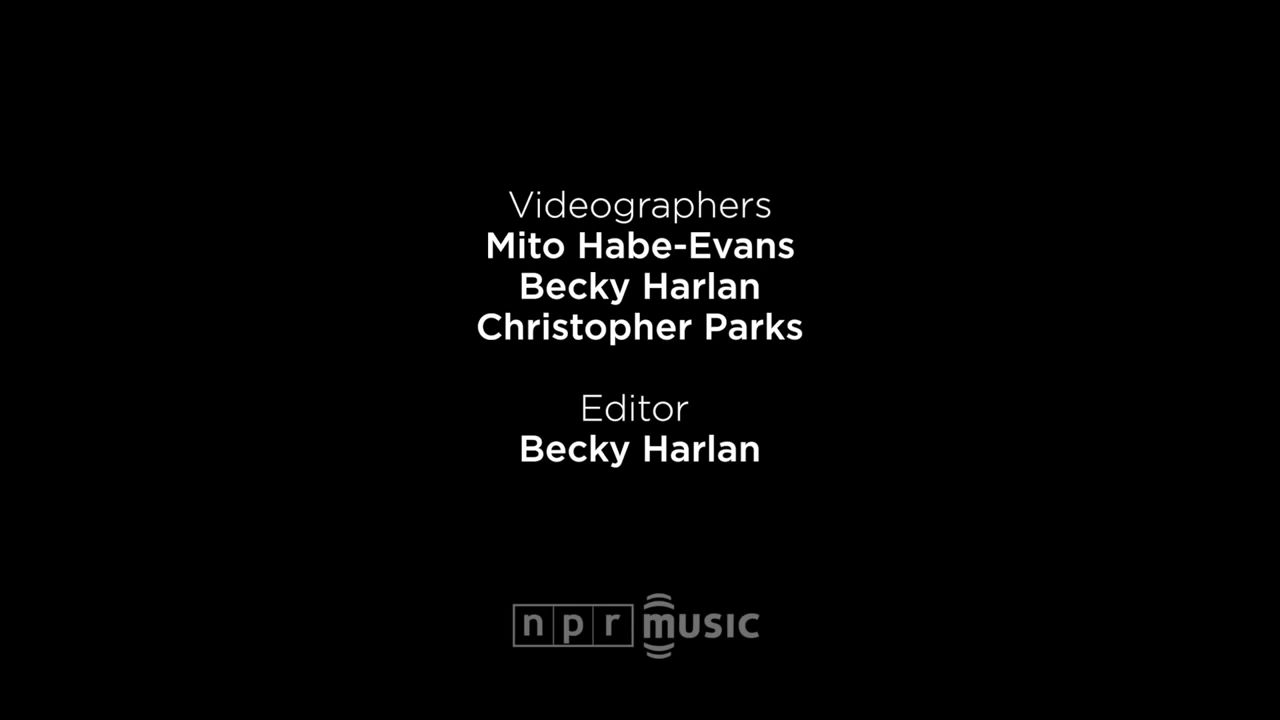 Videographers
Mito Habe-Evans
Becky Harlan
Christopher Parks
Editor
Becky Harlan
npr music